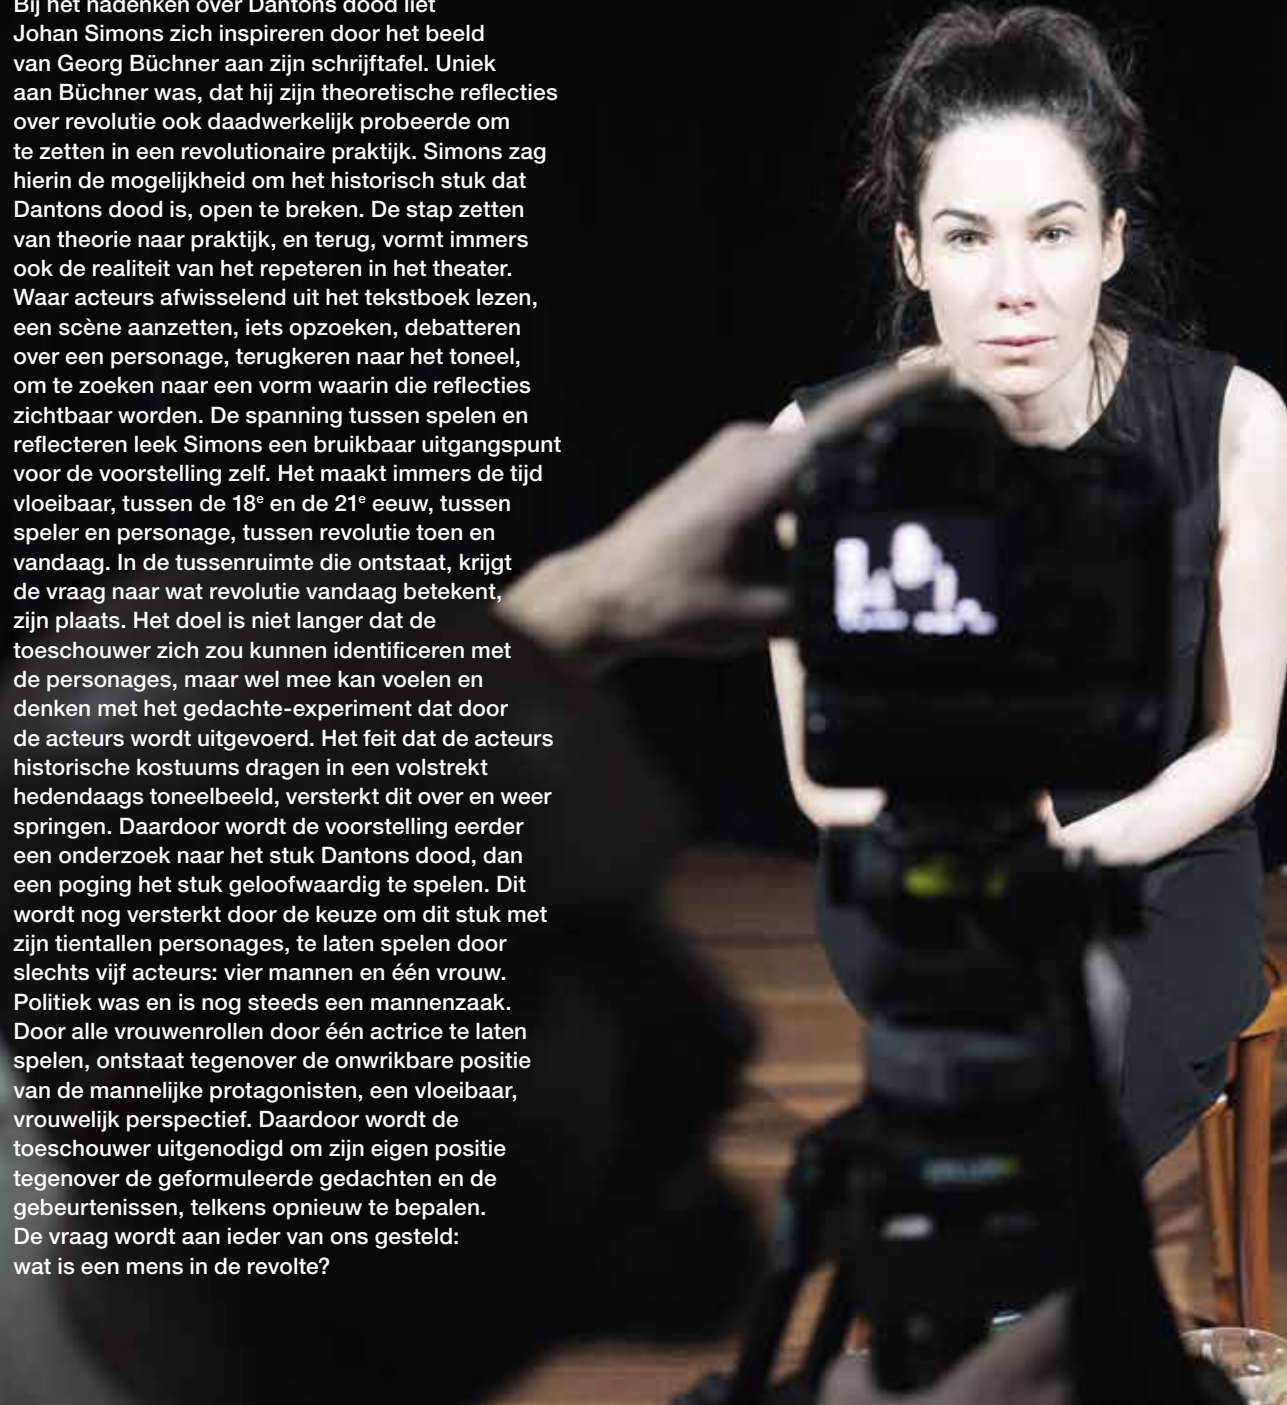 Bij het nadenken over Dantons dood liet
Johan Simons zich inspireren door het beeld
van Georg Büchner aan zijn schrijftafel. Uniek
aan Büchner was, dat hij zijn theoretische reflecties
over revolutie ook daadwerkelijk probeerde om
te zetten in een revolutionaire praktijk. Simons zag
hierin de mogelijkheid om het historisch stuk dat
Dantons dood is, open te breken. De stap zetten
van theorie naar praktijk, en terug, vormt immers
ook de realiteit van het repeteren in het theater.
Waar acteurs afwisselend uit het tekstboek lezen,
een scène aanzetten, iets opzoeken, debatteren
over een personage, terugkeren naar het toneel,
om te zoeken naar een vorm waarin die reflecties
zichtbaar worden. De spanning tussen spelen en
reflecteren leek Simons een bruikbaar uitgangspunt
voor de voorstelling zelf. Het maakt immers de tijd
vloeibaar, tussen de 18ᵉ en de 21ᵉ eeuw, tussen
speler en personage, tussen revolutie toen en
vandaag. In de tussenruimte die ontstaat, krijgt
de vraag naar wat revolutie vandaag betekent,
zijn plaats. Het doel is niet langer dat de
toeschouwer zich zou kunnen identificeren met
de personages, maar wel mee kan voelen en
denken met het gedachte-experiment dat door
de acteurs wordt uitgevoerd. Het feit dat de acteurs
historische kostuums dragen in een volstrekt
hedendaags toneelbeeld, versterkt dit over en weer
springen. Daardoor wordt de voorstelling eerder
een onderzoek naar het stuk Dantons dood, dan
een poging het stuk geloofwaardig te spelen. Dit
wordt nog versterkt door de keuze om dit stuk met
zijn tientallen personages, te laten spelen door
slechts vijf acteurs: vier mannen en één vrouw.
Politiek was en is nog steeds een mannenzaak.
Door alle vrouwenrollen door één actrice te laten
spelen, ontstaat tegenover de onwrikbare positie
van de mannelijke protagonisten, een vloeibaar,
vrouwelijk perspectief. Daardoor wordt de
toeschouwer uitgenodigd om zijn eigen positie
tegenover de geformuleerde gedachten en de
gebeurtenissen, telkens opnieuw te bepalen.
De vraag wordt aan ieder van ons gesteld:
wat is een mens in de revolte?